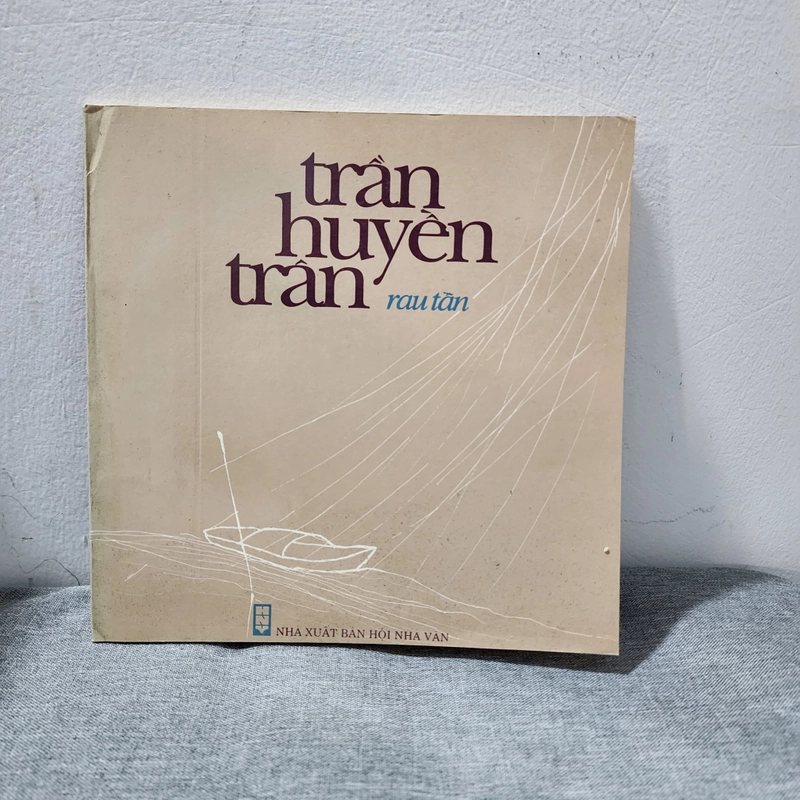 trần
huyền
trân
rau tần
NHÀ XUẤT BẢN HỘI NHÀ VĂN